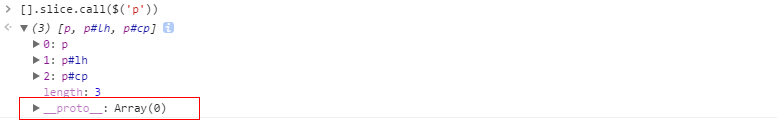 > [].slice.call($('p'))
(3) [p, p#lh, p#cp] i
0: p
1: p#lh
2: p#cp
length: 3
__proto__: Array(0)